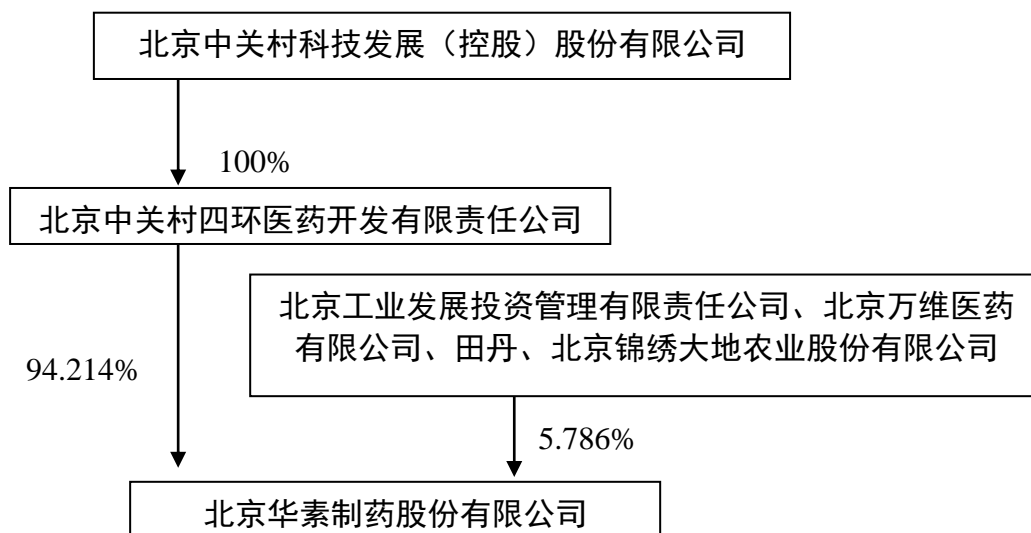 北京中关村科技发展（控股）股份有限公司
100%
北京中关村四环医药开发有限责任公司
北京工业发展投资管理有限责任公司、北京万维医药
有限公司、田丹、北京锦绣大地农业股份有限公司
94.214%
5.786%
北京华素制药股份有限公司